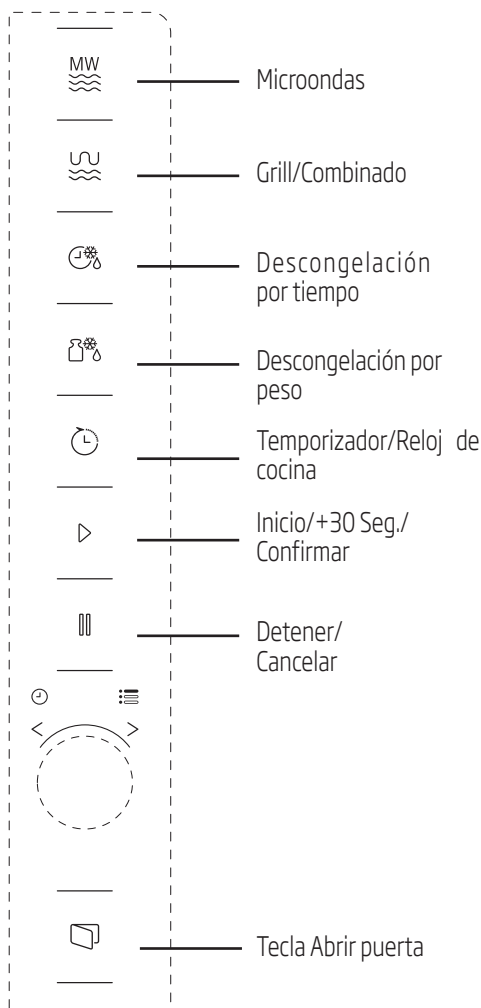 MW
Microondas
Grill/Combinado
Descongelación
por tiempo
Descongelación por
peso
Temporizador/Reloj de
cocina
Inicio/+30 Seg./
Confirmar
Detener/
Cancelar
Tecla Abrir puerta